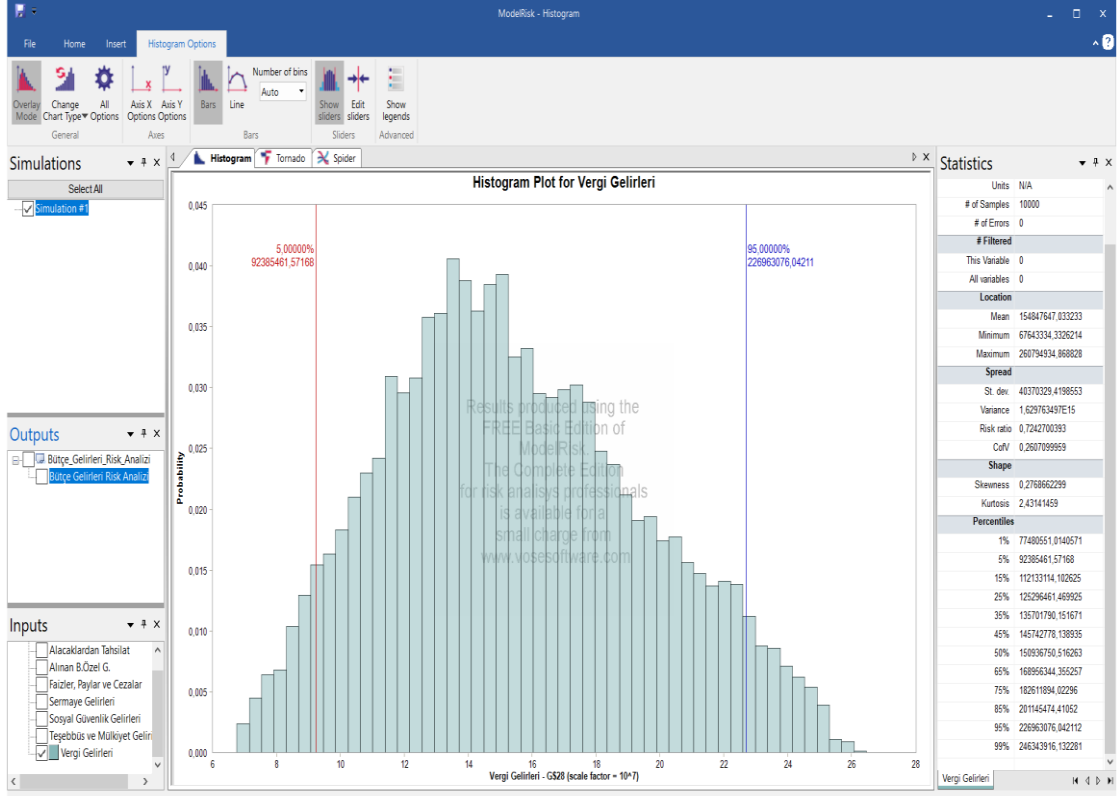 ModelRisk - Histogram
File Home Insert Histogram Options
Overlay Mode
Change Chart Type
All Options
General
Axis X Options
Axis Y Options
Axes
Bars
Line
Number of bins
Auto
Bars
Show sliders
Edit sliders
Sliders
Show legends
Advanced
Simulations
Select All
Simulation #1
Outputs
Bütçe_Gelirleri_Risk_Analizi
Bütçe Gelirleri Risk Analizi
Inputs
Alacaklardan Tahsilat
Alınan B.Özel G.
Faizler, Paylar ve Cezalar
Sermaye Gelirleri
Sosyal Güvenlik Gelirleri
Teşebbüs ve Mülkiyet Geliri
Vergi Gelirleri
Histogram Tornado Spider
Histogram Plot for Vergi Gelirleri
5,00000%
92385461,57168
95,00000%
226963076,04211
0,045
0,040
0,035
0,030
0,025
0,020
0,015
0,010
0,005
0,000
Probability
Results produced using the
FREE Basic Edition of
ModelRisk.
The Complete Edition
for risk analisys professionals
is available for a
small charge from
www.vosesoftware.com
6 8 10 12 14 16 18 20 22 24 26 28
Vergi Gelirleri - G$28 (scale factor = 10^7)
Statistics
Units N/A
# of Samples 10000
# of Errors 0
# Filtered
This Variable 0
All variables 0
Location
Mean 154847647,033233
Minimum 67643334,3326214
Maximum 260794934,868828
Spread
St. dev. 40370329,4198553
Variance 1,629763497E15
Risk ratio 0,7242700393
CofV 0,2607099959
Shape
Skewness 0,2768662299
Kurtosis 2,43141459
Percentiles
1% 77480551,0140571
5% 92385461,57168
15% 112133114,102625
25% 125296461,469925
35% 135701790,151671
45% 145742778,138935
50% 150936750,516263
65% 168956344,355257
75% 182611894,02296
85% 201145474,41052
95% 226963076,042112
99% 246343916,132281
Vergi Gelirleri